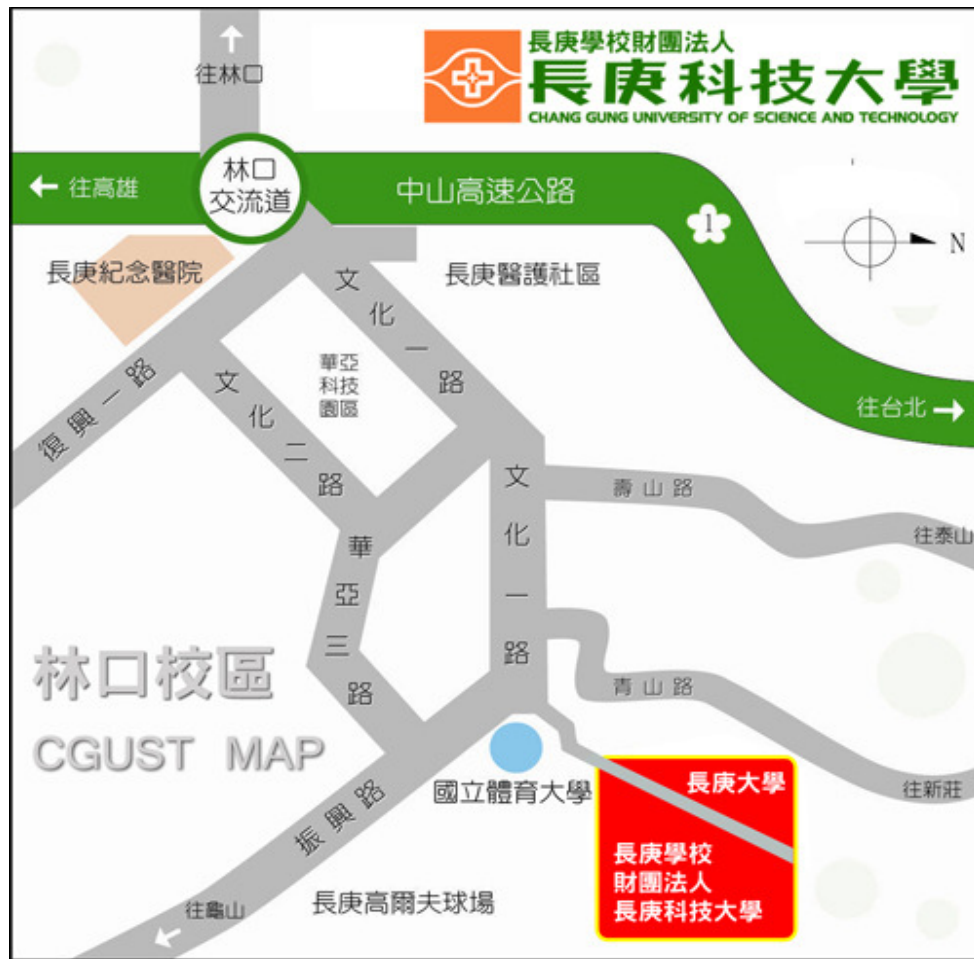 往林口
長庚學校財團法人
長庚科技大學
CHANG GUNG UNIVERSITY OF SCIENCE AND TECHNOLOGY
林口
交流道
往高雄
中山高速公路
1
N
長庚紀念醫院
長庚醫護社區
文化一路
華亞
科技
園區
復興一路
文化二路
往台北
文化一路
壽山路
往泰山
華亞三路
林口校區
CGUST MAP
青山路
往新莊
國立體育大學
長庚大學
振興路
長庚學校
財團法人
長庚科技大學
長庚高爾夫球場
往龜山